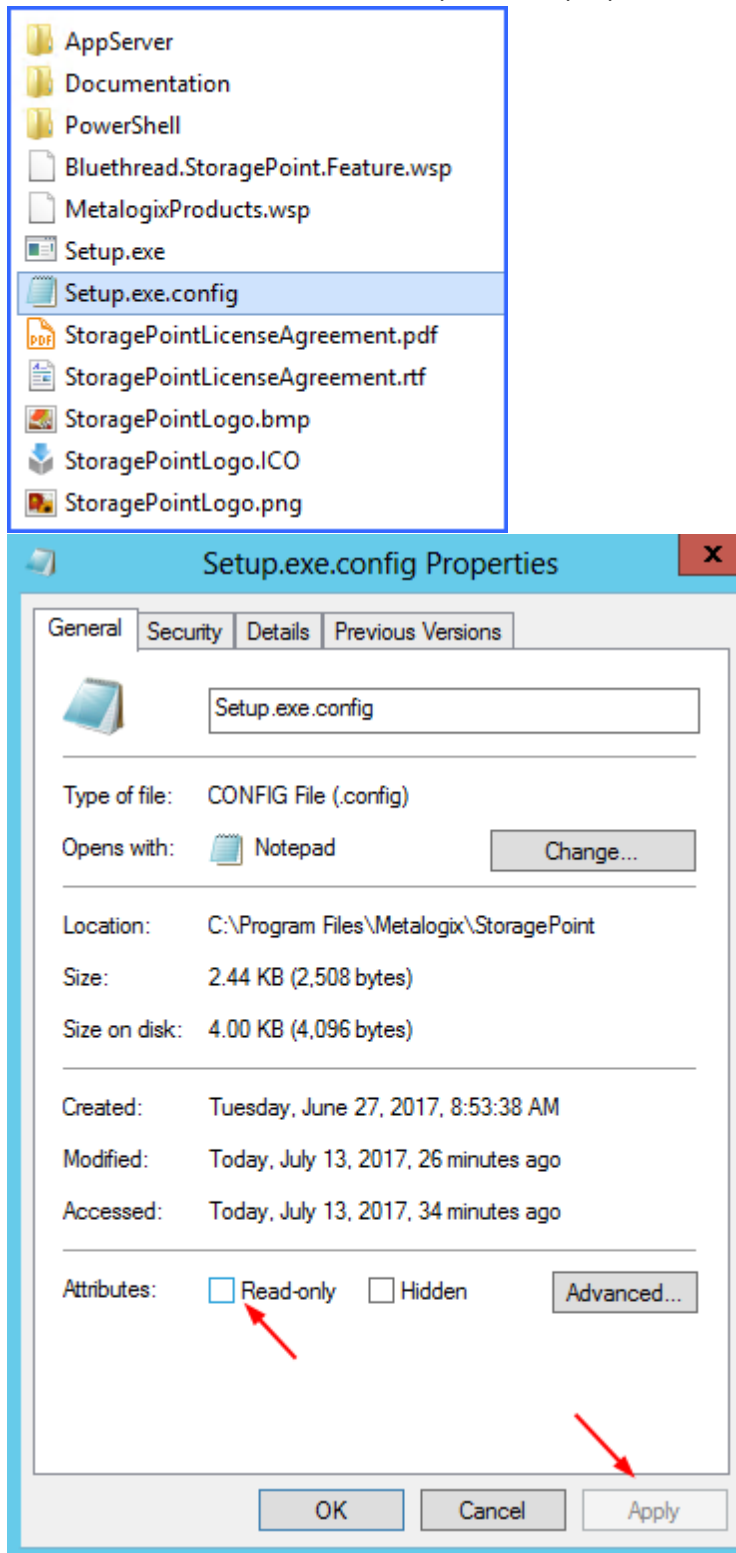 AppServer
Documentation
PowerShell
Bluethread.StoragePoint.Feature.wsp
MetalogixProducts.wsp
Setup.exe
Setup.exe.config
PDF StoragePointLicenseAgreement.pdf
StoragePointLicenseAgreement.rtf
StoragePointLogo.bmp
StoragePointLogo.ICO
StoragePointLogo.png
Setup.exe.config Properties x
General Security Details Previous Versions
Setup.exe.config
Type of file: CONFIG File (.config)
Opens with: Notepad Change...
Location: C:\Program Files\Metalogix\StoragePoint
Size: 2.44 KB (2,508 bytes)
Size on disk: 4.00 KB (4,096 bytes)
Created: Tuesday, June 27, 2017, 8:53:38 AM
Modified: Today, July 13, 2017, 26 minutes ago
Accessed: Today, July 13, 2017, 34 minutes ago
Attributes: Read-only Hidden Advanced...
OK Cancel Apply